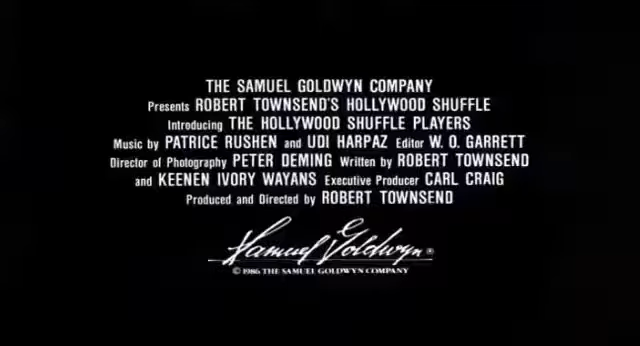 THE SAMUEL GOLDWYN COMPANY
Presents ROBERT TOWNSEND'S HOLLYWOOD SHUFFLE
Introducing THE HOLLYWOOD SHUFFLE PLAYERS
Music by PATRICE RUSHEN and UDI HARPAZ Editor W. O. GARRETT
Director of Photography PETER DEMING Written by ROBERT TOWNSEND
and KEENEN IVORY WAYANS Executive Producer CARL CRAIG
Produced and Directed by ROBERT TOWNSEND
Samuel Goldwyn®
© 1986 THE SAMUEL GOLDWYN COMPANY